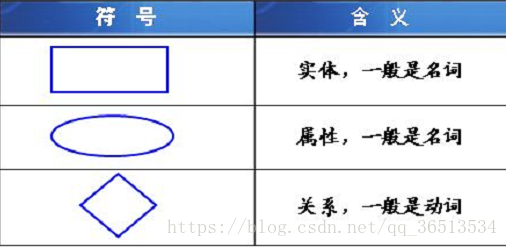 符 号 含 义
实体，一般是名词
属性，一般是名词
关系，一般是动词
https://blog.csdn.net/qq_36513534